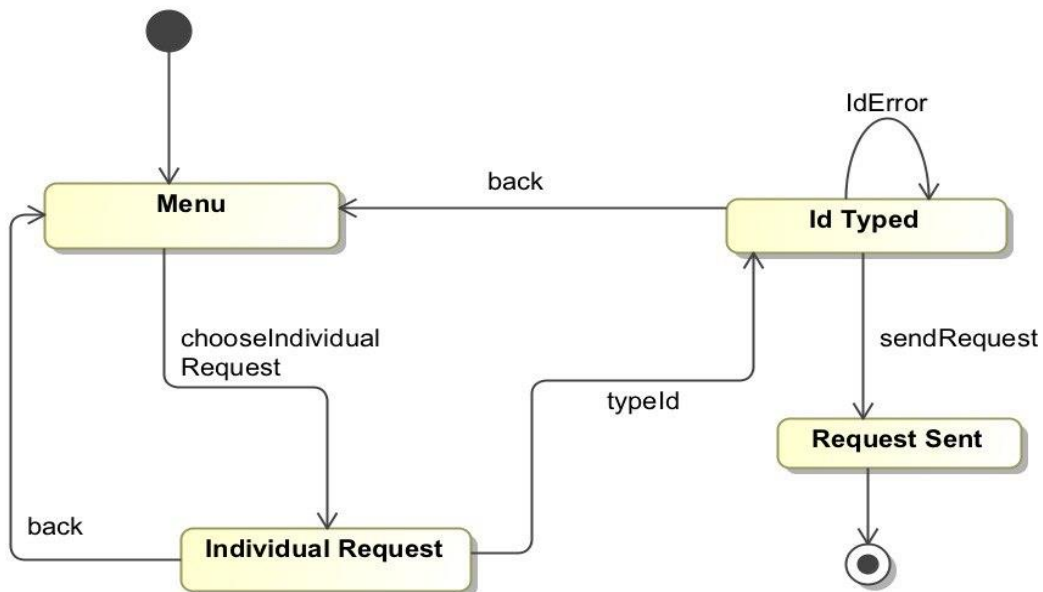 IdError
back
Menu
Id Typed
chooseIndividual
Request
sendRequest
typeId
Request Sent
back
Individual Request